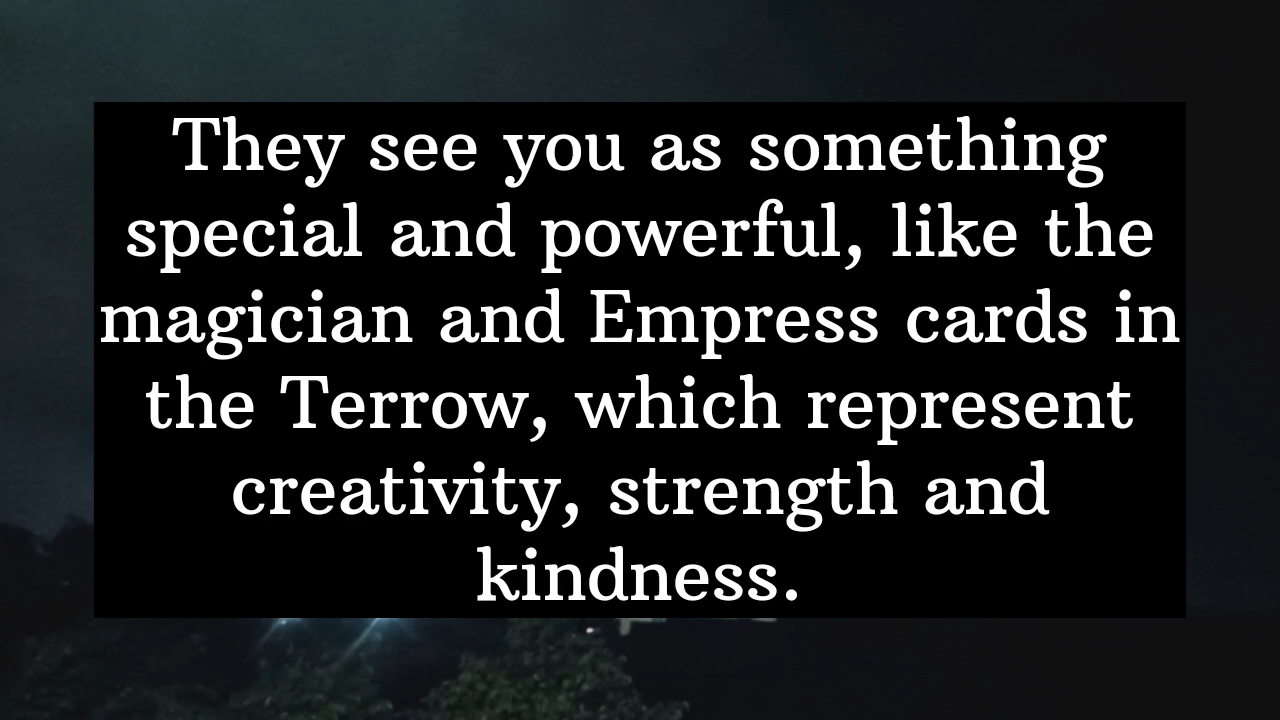 They see you as something
special and powerful, like the
magician and Empress cards in
the Terrow, which represent
creativity, strength and
kindness.